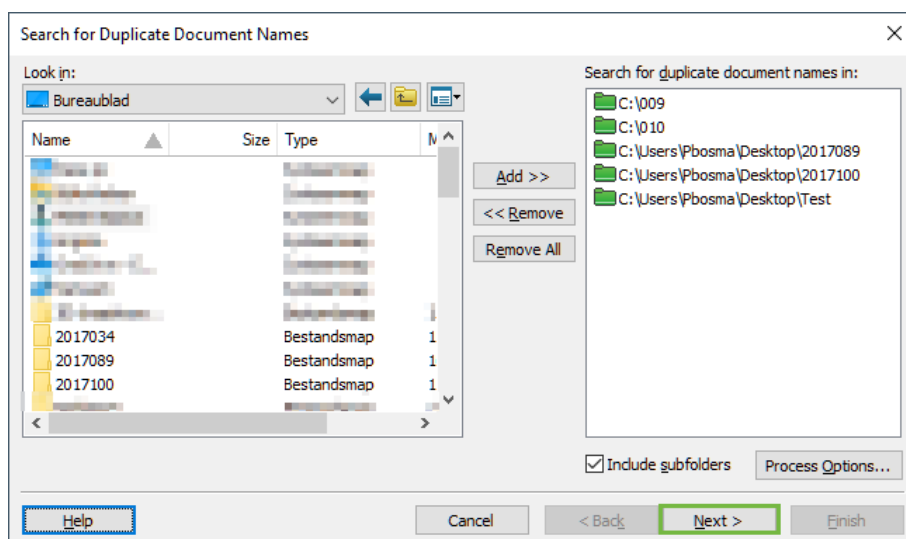 Search for Duplicate Document Names
Look in:
Bureaublad
Name Size Type M
2017034 Bestandsmap 1
2017089 Bestandsmap 1
2017100 Bestandsmap 1
Add >>
<< Remove
Remove All
Search for duplicate document names in:
C:\009
C:\010
C:\Users\Pbosma\Desktop\2017089
C:\Users\Pbosma\Desktop\2017100
C:\Users\Pbosma\Desktop\Test
Include subfolders
Process Options...
Help
Cancel
< Back
Next >
Finish